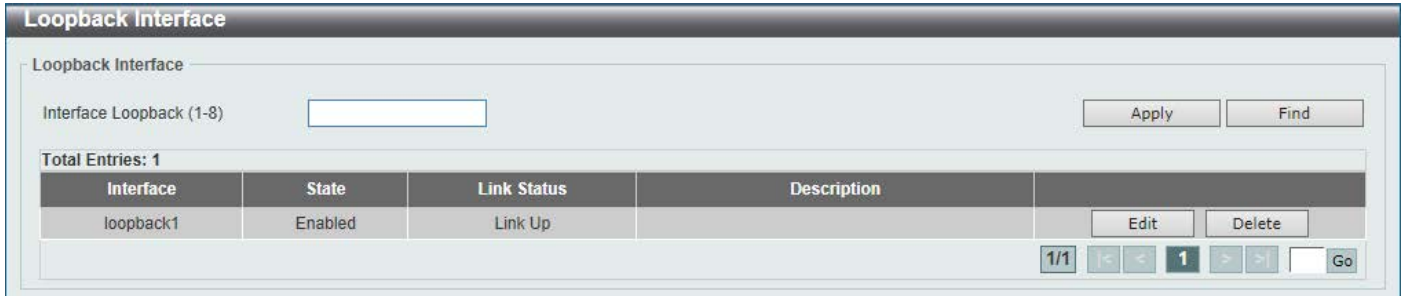 Loopback Interface
Loopback Interface
Interface Loopback (1-8) Apply Find
Total Entries: 1
Interface State Link Status Description
loopback1 Enabled Link Up Edit Delete
1/1 |< < 1 > >| Go